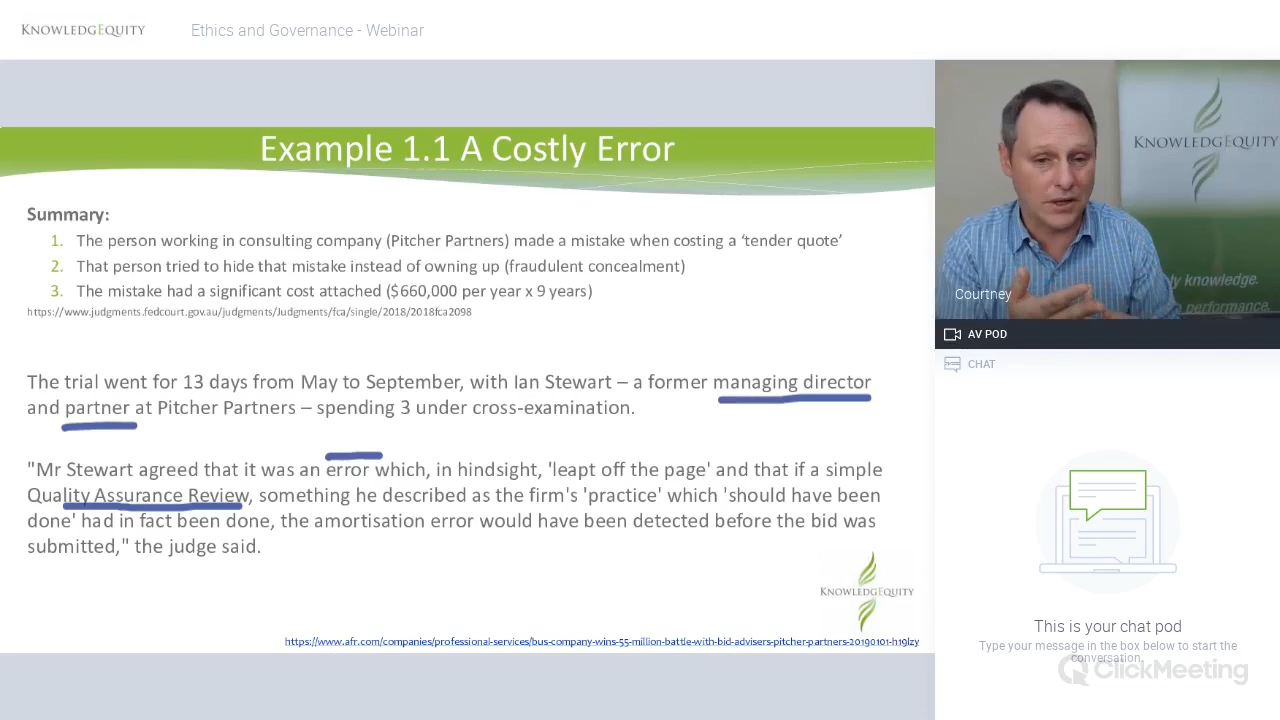 KNOWLEDGEQUITY
Ethics and Governance - Webinar
Example 1.1 A Costly Error
Summary:
1. The person working in consulting company (Pitcher Partners) made a mistake when costing a ‘tender quote’
2. That person tried to hide that mistake instead of owning up (fraudulent concealment)
3. The mistake had a significant cost attached ($660,000 per year x 9 years)
https://www.judgments.fedcourt.gov.au/judgments/Judgments/fca/single/2018/2018fca2098
The trial went for 13 days from May to September, with Ian Stewart – a former managing director
and partner at Pitcher Partners – spending 3 under cross-examination.
"Mr Stewart agreed that it was an error which, in hindsight, 'leapt off the page' and that if a simple
Quality Assurance Review, something he described as the firm's 'practice' which 'should have been
done' had in fact been done, the amortisation error would have been detected before the bid was
submitted," the judge said.
KNOWLEDGEQUITY
https://www.afr.com/companies/professional-services/bus-company-wins-55-million-battle-with-bid-advisers-pitcher-partners-20190101-h19lzy
KNOWLEDGEQUITY
knowledge.
performance.
Courtney
AV POD
CHAT
This is your chat pod
Type your message in the box below to start the
conversation.
ClickMeeting